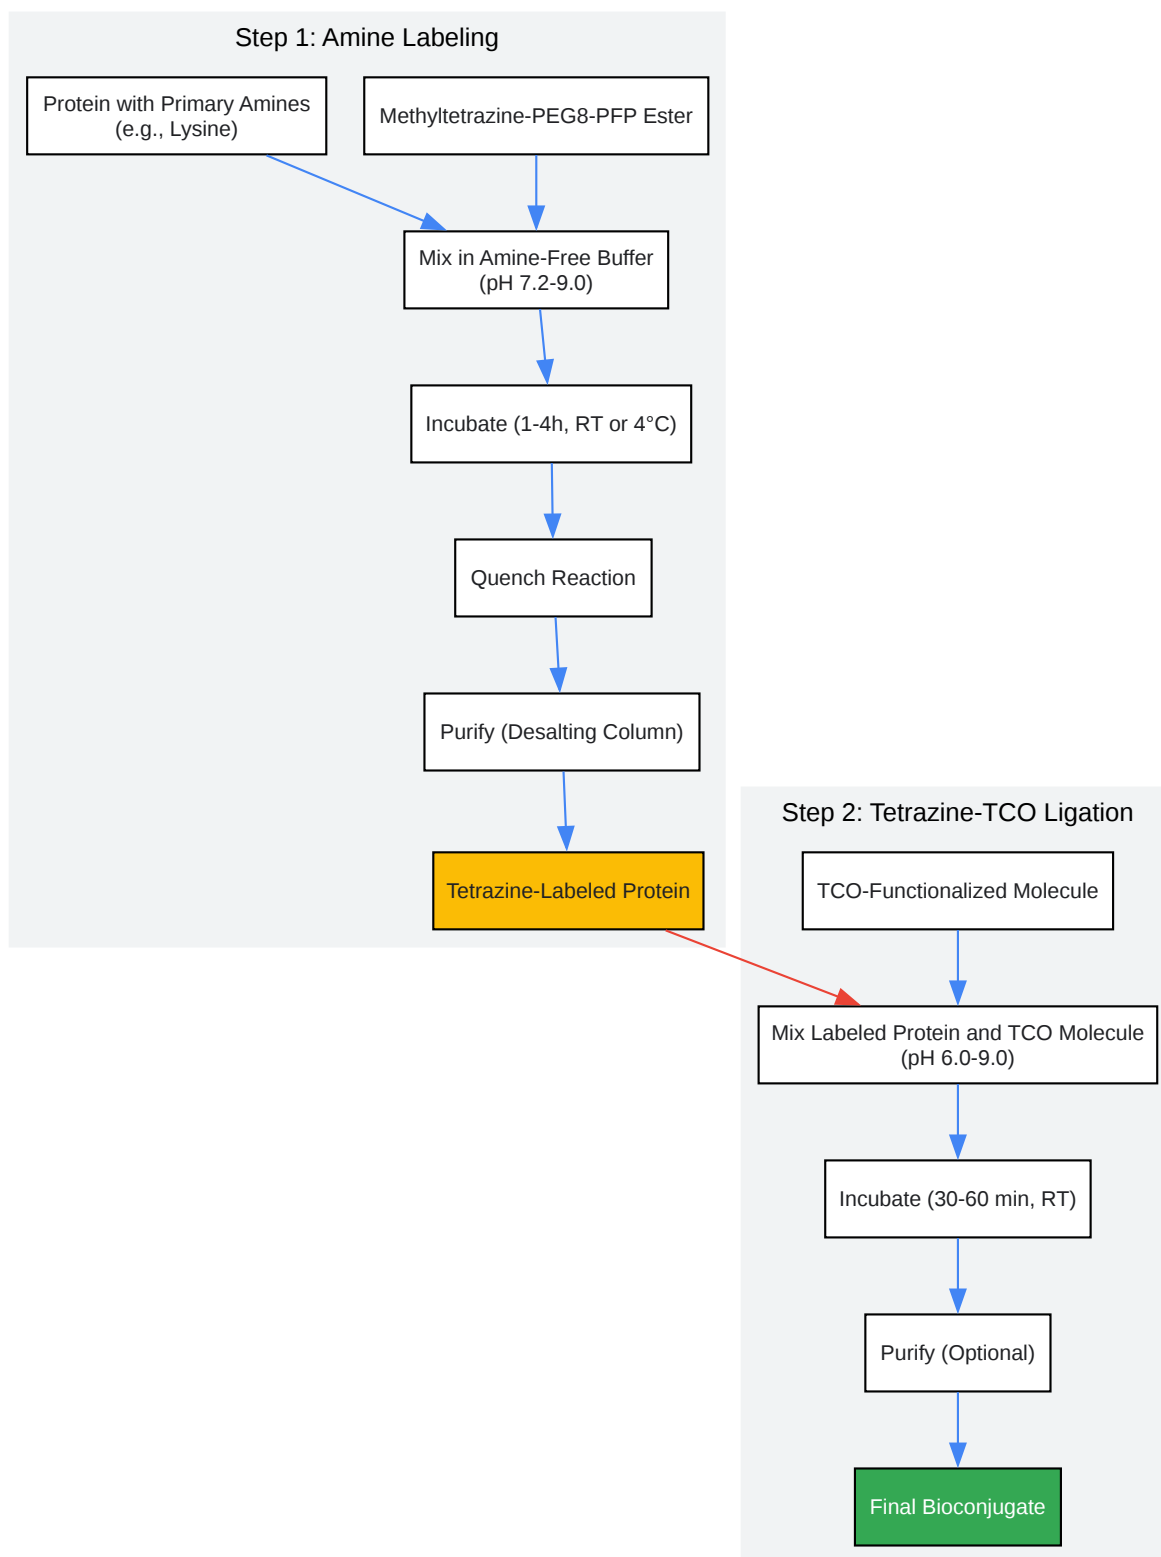 Step 1: Amine Labeling
Protein with Primary Amines
(e.g., Lysine)
Methyltetrazine-PEG8-PFP Ester
Mix in Amine-Free Buffer
(pH 7.2-9.0)
Incubate (1-4h, RT or 4°C)
Quench Reaction
Purify (Desalting Column)
Tetrazine-Labeled Protein
Step 2: Tetrazine-TCO Ligation
TCO-Functionalized Molecule
Mix Labeled Protein and TCO Molecule
(pH 6.0-9.0)
Incubate (30-60 min, RT)
Purify (Optional)
Final Bioconjugate